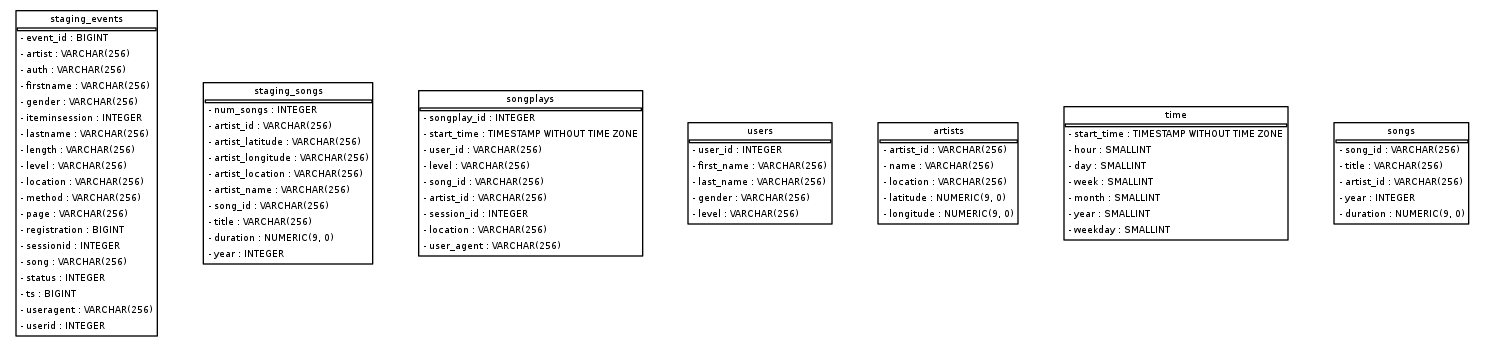 staging_events
- event_id : BIGINT
- artist : VARCHAR(256)
- auth : VARCHAR(256)
- firstname : VARCHAR(256)
- gender : VARCHAR(256)
- iteminsession : INTEGER
- lastname : VARCHAR(256)
- length : VARCHAR(256)
- level : VARCHAR(256)
- location : VARCHAR(256)
- method : VARCHAR(256)
- page : VARCHAR(256)
- registration : BIGINT
- sessionid : INTEGER
- song : VARCHAR(256)
- status : INTEGER
- ts : BIGINT
- useragent : VARCHAR(256)
- userid : INTEGER
staging_songs
- num_songs : INTEGER
- artist_id : VARCHAR(256)
- artist_latitude : VARCHAR(256)
- artist_longitude : VARCHAR(256)
- artist_location : VARCHAR(256)
- artist_name : VARCHAR(256)
- song_id : VARCHAR(256)
- title : VARCHAR(256)
- duration : NUMERIC(9, 0)
- year : INTEGER
songplays
- songplay_id : INTEGER
- start_time : TIMESTAMP WITHOUT TIME ZONE
- user_id : VARCHAR(256)
- level : VARCHAR(256)
- song_id : VARCHAR(256)
- artist_id : VARCHAR(256)
- session_id : INTEGER
- location : VARCHAR(256)
- user_agent : VARCHAR(256)
users
- user_id : INTEGER
- first_name : VARCHAR(256)
- last_name : VARCHAR(256)
- gender : VARCHAR(256)
- level : VARCHAR(256)
artists
- artist_id : VARCHAR(256)
- name : VARCHAR(256)
- location : VARCHAR(256)
- latitude : NUMERIC(9, 0)
- longitude : NUMERIC(9, 0)
time
- start_time : TIMESTAMP WITHOUT TIME ZONE
- hour : SMALLINT
- day : SMALLINT
- week : SMALLINT
- month : SMALLINT
- year : SMALLINT
- weekday : SMALLINT
songs
- song_id : VARCHAR(256)
- title : VARCHAR(256)
- artist_id : VARCHAR(256)
- year : INTEGER
- duration : NUMERIC(9, 0)